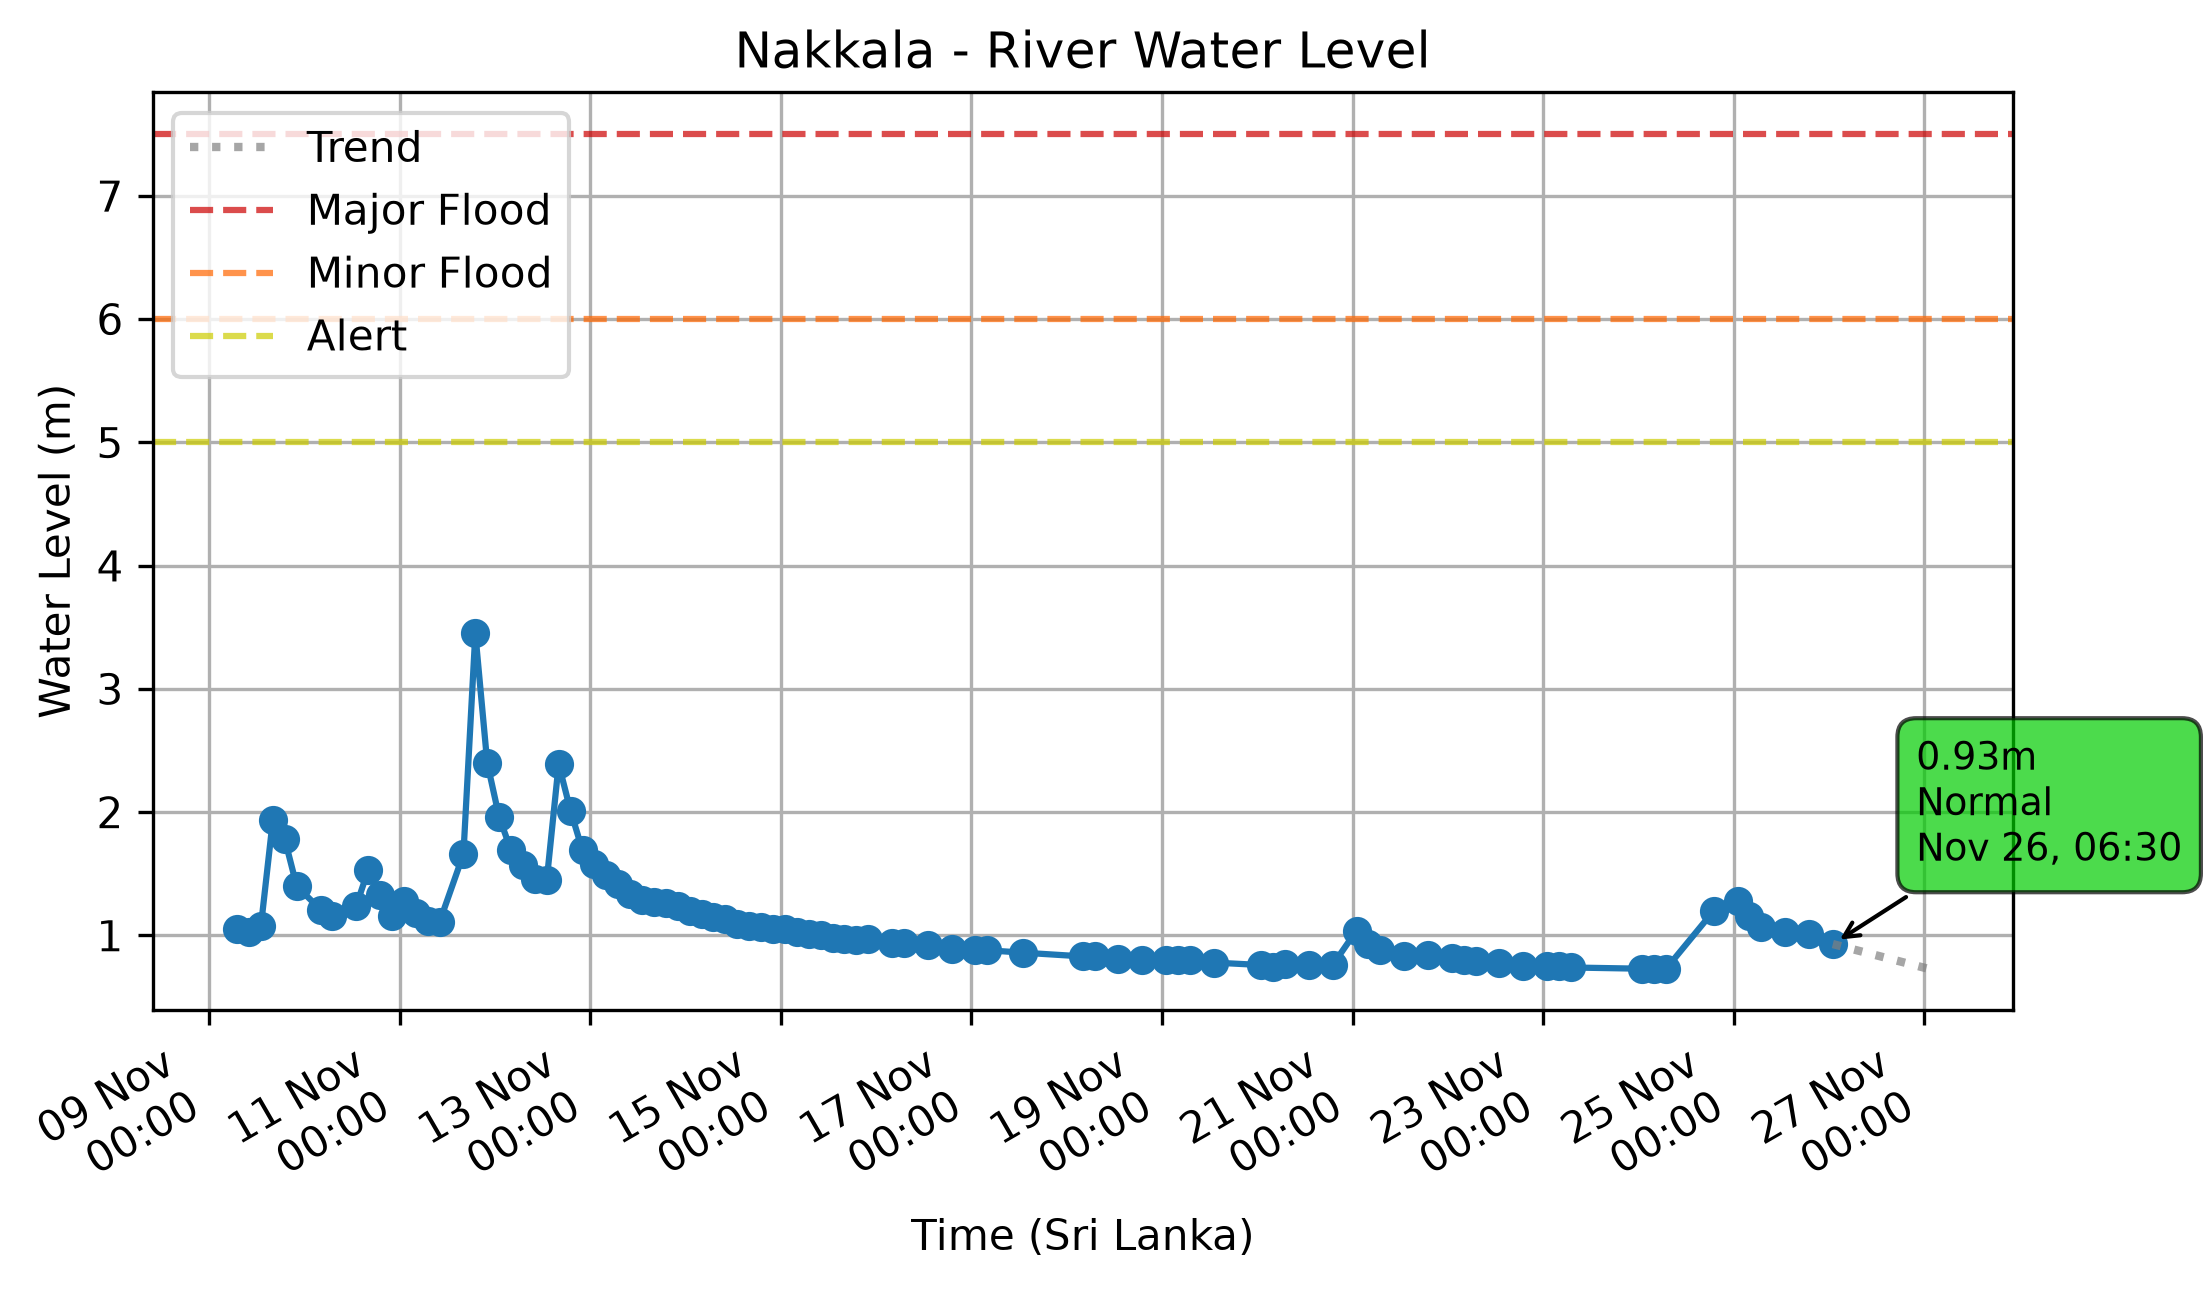 Nakkala - River Water Level
Trend
Major Flood
Minor Flood
Alert
7
6
5
4
3
2
1
Water Level (m)
0.93m
Normal
Nov 26, 06:30
09 Nov
00:00
11 Nov
00:00
13 Nov
00:00
15 Nov
00:00
17 Nov
00:00
19 Nov
00:00
21 Nov
00:00
23 Nov
00:00
25 Nov
00:00
27 Nov
00:00
Time (Sri Lanka)